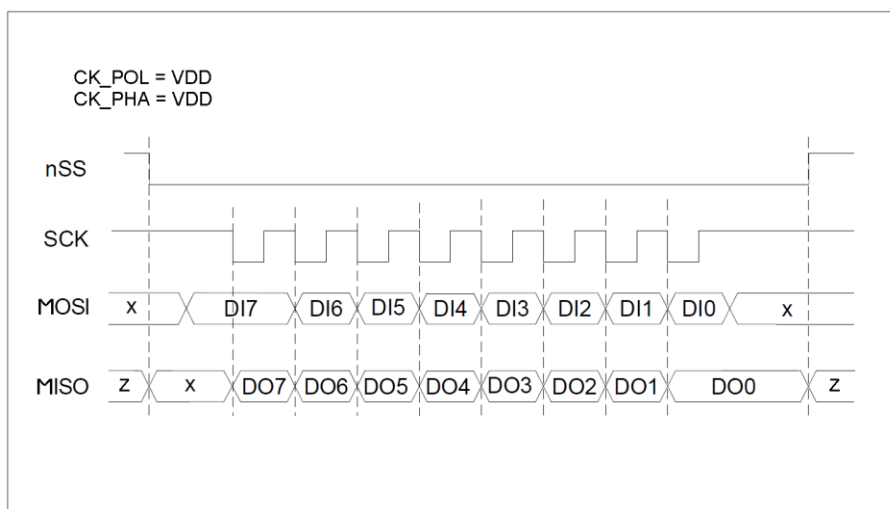 CK_POL = VDD
CK_PHA = VDD
nSS
SCK
MOSI x DI7 DI6 DI5 DI4 DI3 DI2 DI1 DI0 x
MISO z x DO7 DO6 DO5 DO4 DO3 DO2 DO1 DO0 z